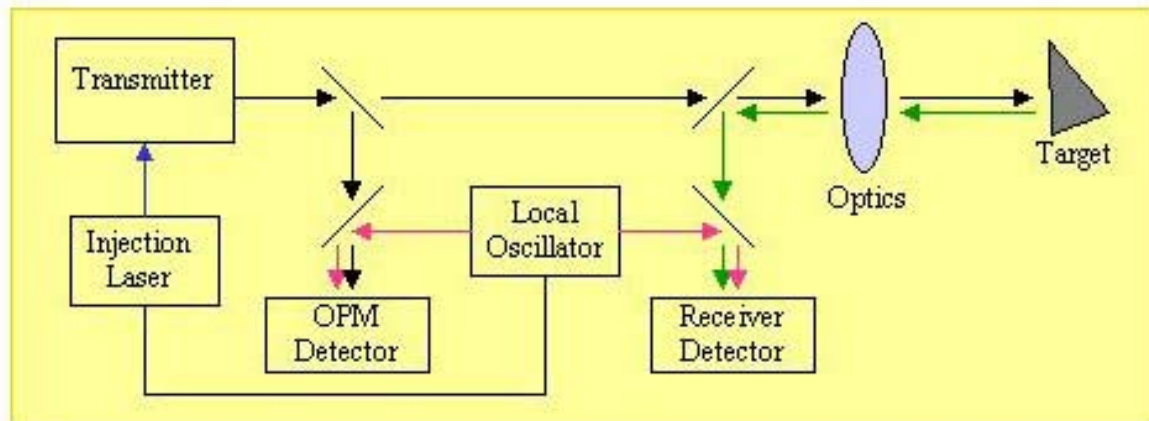 Transmitter
Target
Optics
Injection
Laser
Local
Oscillator
OPM
Detector
Receiver
Detector